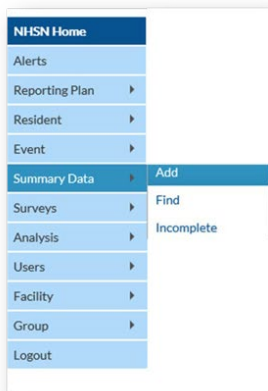 NHSN Home
Alerts
Reporting Plan
Resident
Event
Summary Data
Add
Surveys
Find
Analysis
Incomplete
Users
Facility
Group
Logout